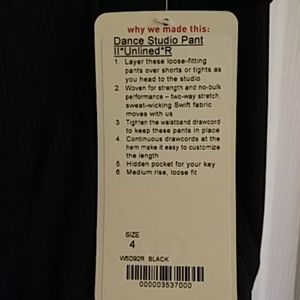 why we made this:
Dance Studio Pant
II*Unlined*R
1. Layer these loose-fitting
pants over shorts or tights as
you head to the studio
2. Woven for strength and no-bulk
performance - two-way stretch,
sweat-wicking Swift fabric
moves with us
3. Tighten the waistband drawcord
to keep these pants in place
4. Continuous drawcords at the
hem make it easy to customize
the length
5. Hidden pocket for your key
6. Medium rise, loose fit
SIZE
4
W5D92R BLACK
000003537000